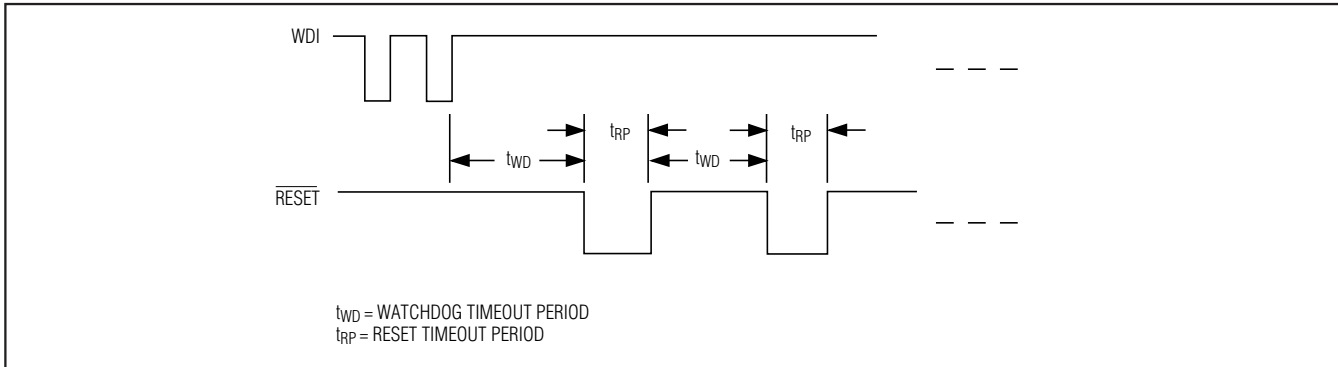 WDI
tRP
tRP
tWD
tWD
RESET
tWD = WATCHDOG TIMEOUT PERIOD
tRP = RESET TIMEOUT PERIOD